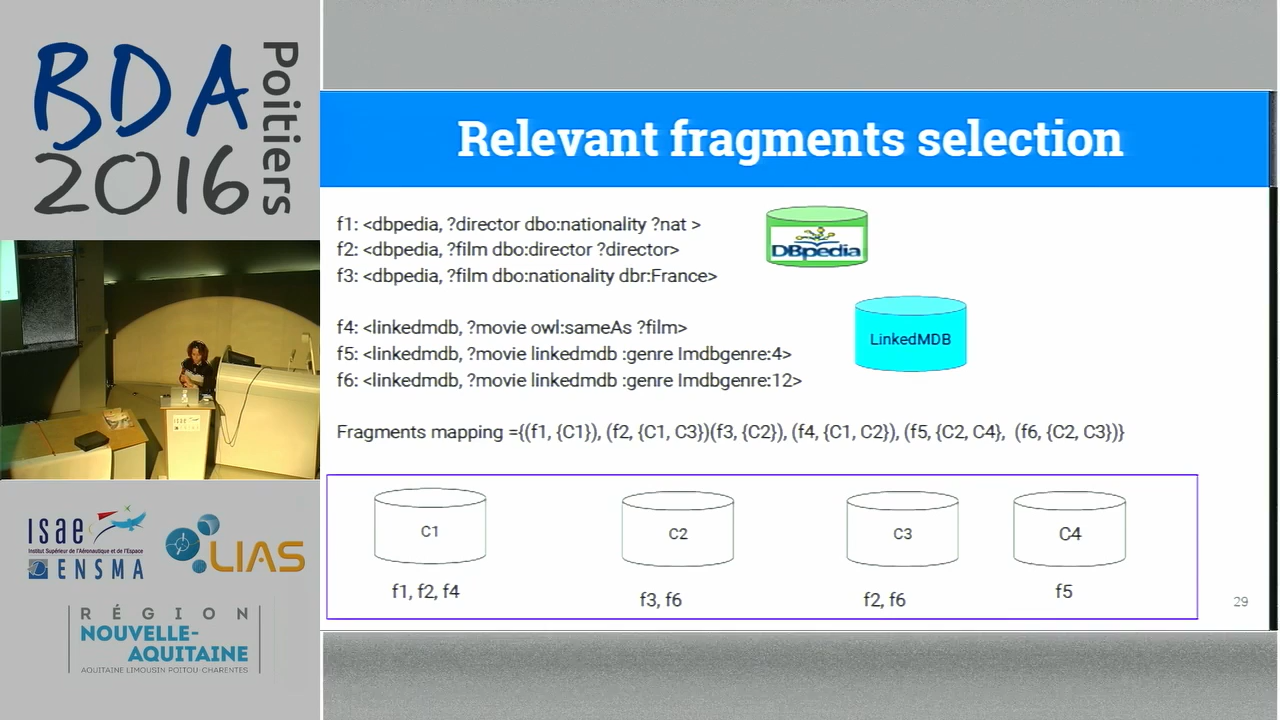 BDA
2016
Poitiers
Relevant fragments selection
f1: <dbpedia, ?director dbo:nationality ?nat >
f2: <dbpedia, ?film dbo:director ?director>
f3: <dbpedia, ?film dbo:nationality dbr:France>
DBpedia
f4: <linkedmdb, ?movie owl:sameAs ?film>
f5: <linkedmdb, ?movie linkedmdb :genre lmdbgenre:4>
f6: <linkedmdb, ?movie linkedmdb :genre lmdbgenre:12>
LinkedMDB
Fragments mapping ={(f1, {C1}), (f2, {C1, C3})(f3, {C2}), (f4, {C1, C2}), (f5, {C2, C4},  (f6, {C2, C3})}
C1
C2
C3
C4
f1, f2, f4
f3, f6
f2, f6
f5
29
isae
Institut Supérieur de l'Aéronautique et de l'Espace
ENSMA
LIAS
RÉGION
NOUVELLE-
AQUITAINE
AQUITAINE LIMOUSIN POITOU-CHARENTES